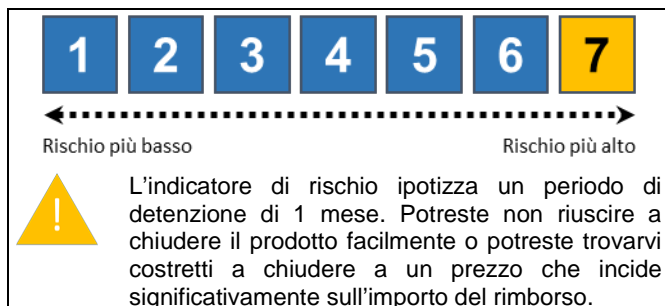 1 2 3 4 5 6 7
Rischio più basso Rischio più alto
!
L'indicatore di rischio ipotizza un periodo di
detenzione di 1 mese. Potreste non riuscire a
chiudere il prodotto facilmente o potreste trovarvi
costretti a chiudere a un prezzo che incide
significativamente sull'importo del rimborso.